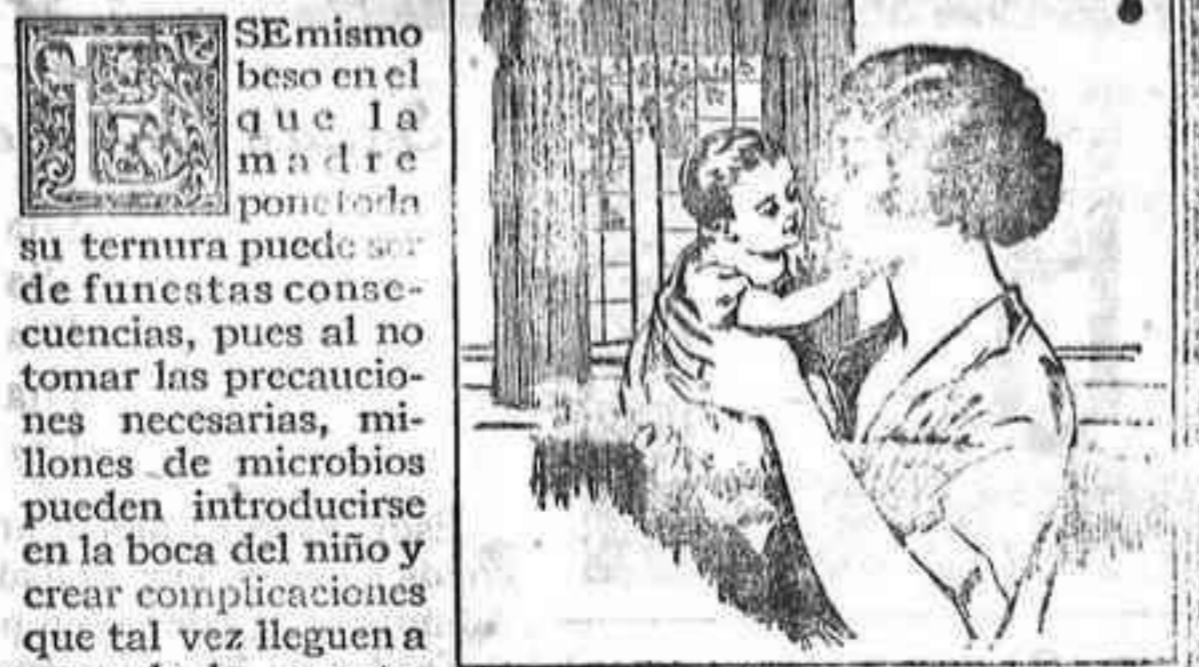 ESE mismo
beso en el
que la
madre
pone toda
su ternura puede ser
de funestas conse-
cuencias, pues al no
tomar las precaucio-
nes necesarias, mi-
llones de microbios
pueden introducirse
en la boca del niño y
crear complicaciones
que tal vez lleguen a